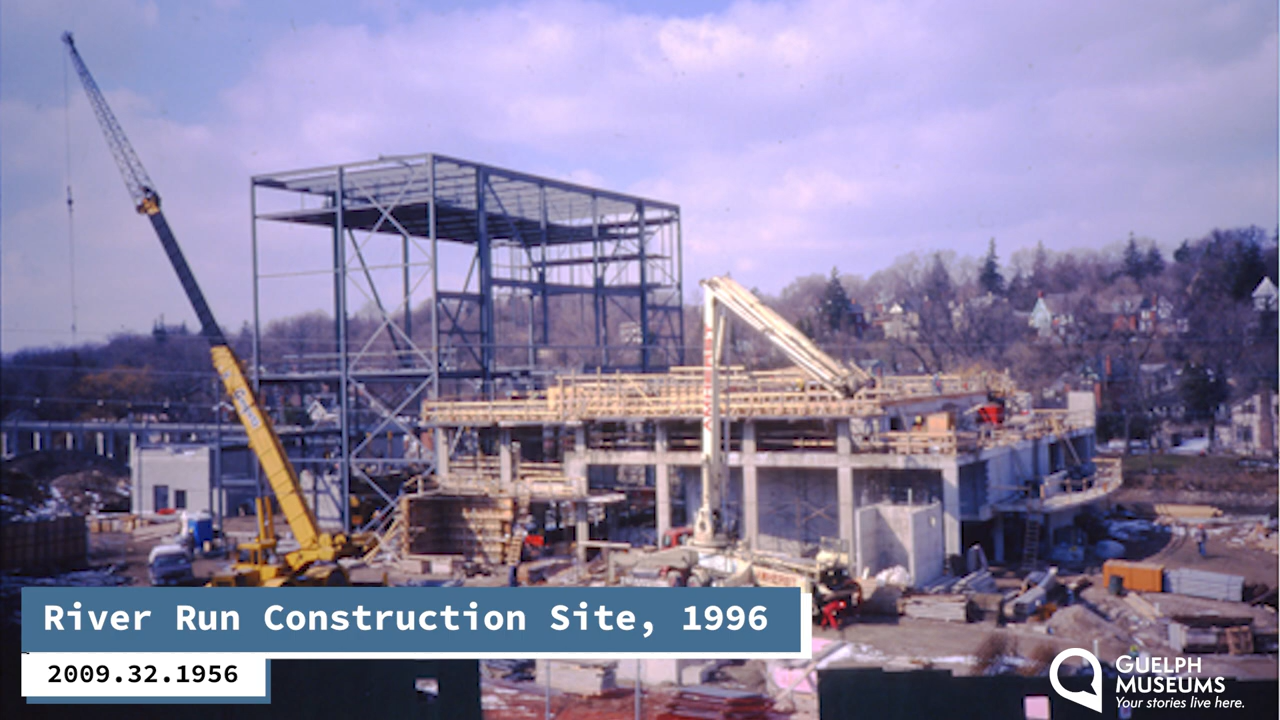 River Run Construction Site, 1996
2009.32.1956
GUELPH
MUSEUMS
Your stories live here.